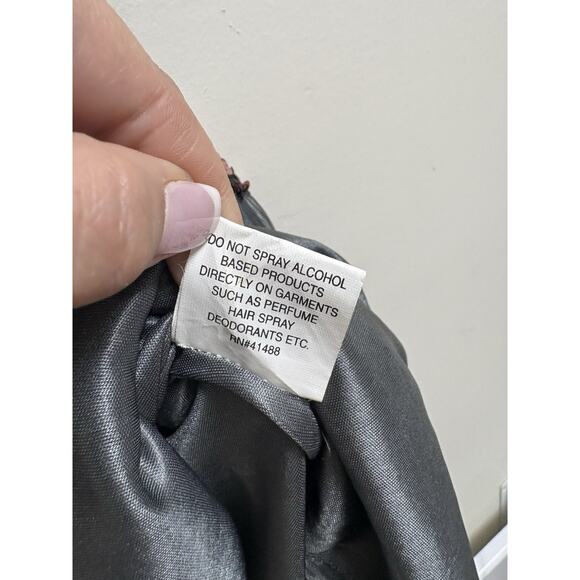 DO NOT SPRAY ALCOHOL
BASED PRODUCTS
DIRECTLY ON GARMENTS
SUCH AS PERFUME
HAIR SPRAY
DEODORANTS ETC.
RN#41488